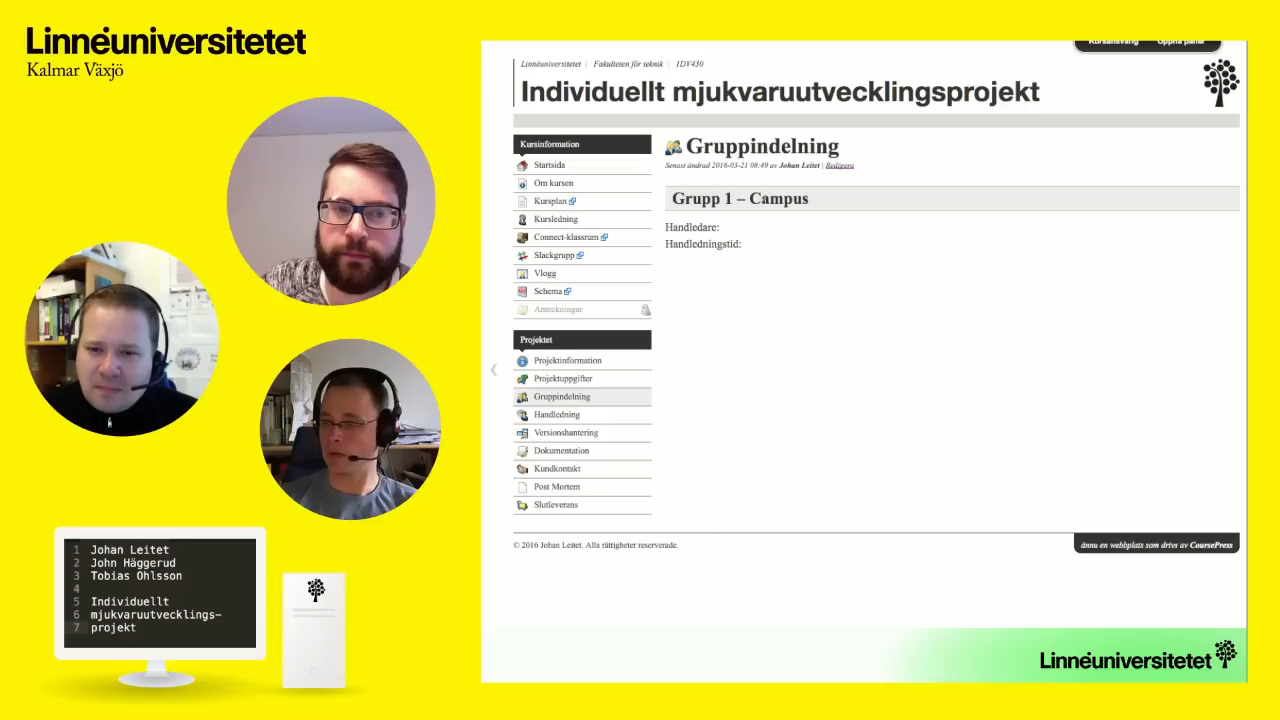 Linnéuniversitetet
Kalmar Växjö
1 Johan Leitet
2 John Häggerud
3 Tobias Ohlsson
4
5 Individuellt
6 mjukvaruutvecklings-
7 projekt
Kursansvarig Öppna panel
Linnéuniversitetet | Fakulteten för teknik | 1DV430
Individuellt mjukvaruutvecklingsprojekt
Kursinformation
Startsida
Om kursen
Kursplan
Kursledning
Connect-klassrum
Slackgrupp
Vlogg
Schema
Anteckningar
Projektet
Projektinformation
Projektuppgifter
Gruppindelning
Handledning
Versionshantering
Dokumentation
Kundkontakt
Post Mortem
Slutleverans
Gruppindelning
Senast ändrad 2016-03-21 08:49 av Johan Leitet | Redigera
Grupp 1 – Campus
Handledare:
Handledningstid:
© 2016 Johan Leitet. Alla rättigheter reserverade.
ännu en webbplats som drivs av CoursePress
Linnéuniversitetet